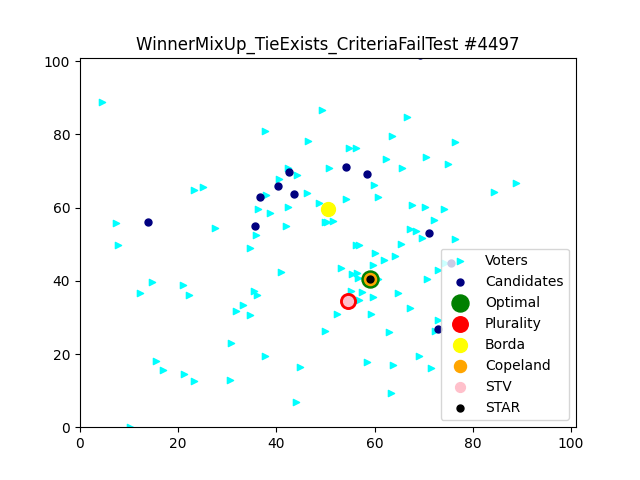 WinnerMixUp_TieExists_CriteriaFailTest #4497
100
80
60
40
20
0
0 20 40 60 80 100
Voters
Candidates
Optimal
Plurality
Borda
Copeland
STV
STAR